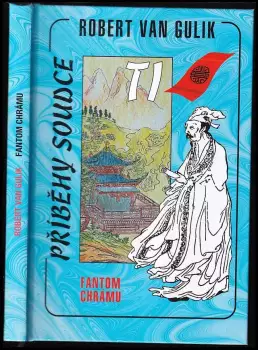 ROBERT VAN GULIK FANTOM CHRÁMU
ROBERT VAN GULIK
PŘÍBĚHY SOUDCE
TI
FANTOM
CHRÁMU